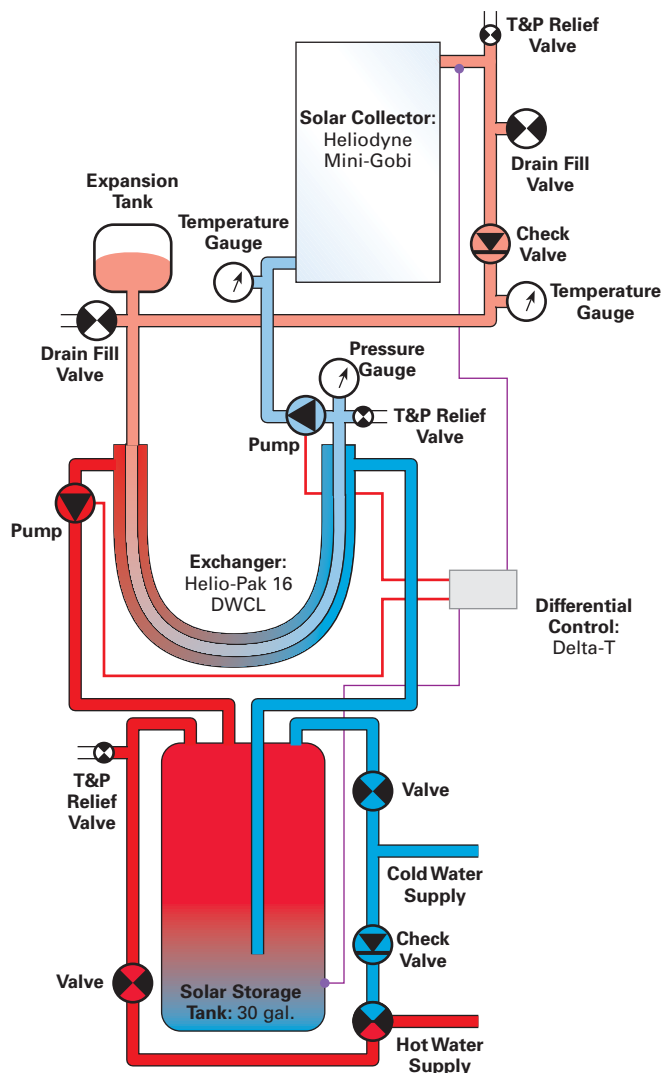 T&P Relief
Valve
Solar Collector:
Heliodyne
Mini-Gobi
Drain Fill
Valve
Expansion
Tank
Temperature
Gauge
Check
Valve
Temperature
Gauge
Drain Fill
Valve
Pressure
Gauge
T&P Relief
Valve
Pump
Pump
Exchanger:
Helio-Pak 16
DWCL
Differential
Control:
Delta-T
T&P
Relief
Valve
Valve
Cold Water
Supply
Check
Valve
Valve
Solar Storage
Tank: 30 gal.
Hot Water
Supply